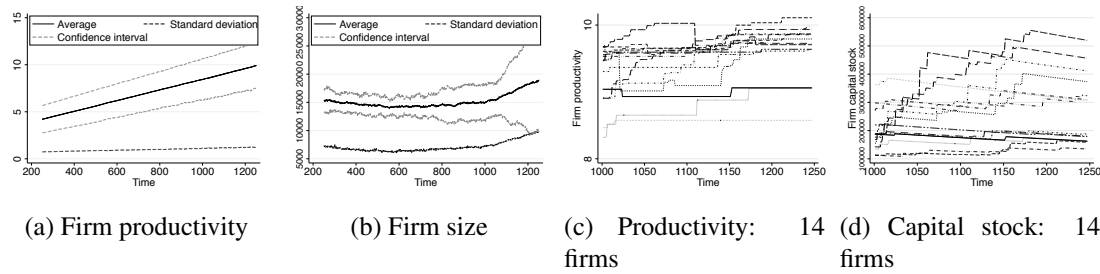 Average
Standard deviation
Confidence interval
0
5
10
15
200
400
600
800
1000
1200
Time
Average
Standard deviation
Confidence interval
5000
10000
15000
20000
200
400
600
800
1000
1200
Time
Firm productivity
8
10
1000
1050
1100
1150
1200
1250
Time
Firm capital stock
1000
1050
1100
1150
1200
1250
Time
(a) Firm productivity
(b) Firm size
(c) Productivity: 14
firms
(d) Capital stock: 14
firms